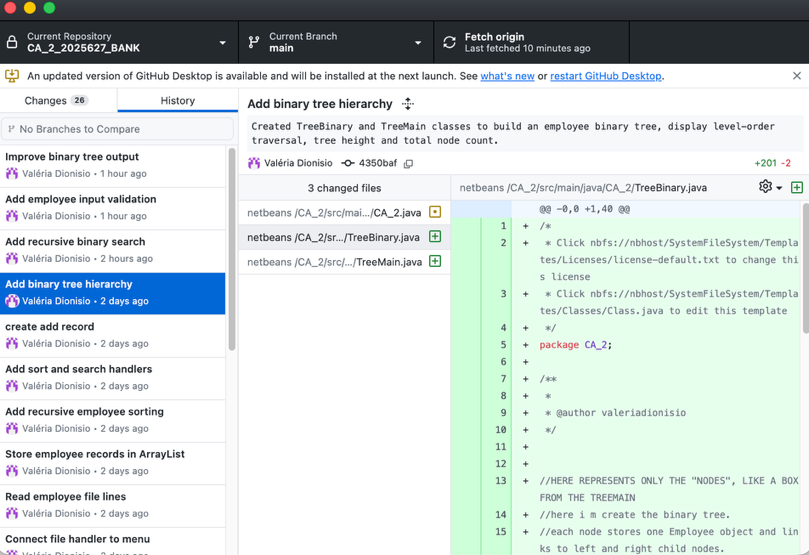 Current Repository
CA_2_2025627_BANK
Current Branch
main
Fetch origin
Last fetched 10 minutes ago
An updated version of GitHub Desktop is available and will be installed at the next launch. See what's new or restart GitHub Desktop.
Changes 26
History
No Branches to Compare
Improve binary tree output
Valéria Dionisio • 1 hour ago
Add employee input validation
Valéria Dionisio • 1 hour ago
Add recursive binary search
Valéria Dionisio • 2 hours ago
Add binary tree hierarchy
Valéria Dionisio • 2 days ago
create add record
Valéria Dionisio • 2 days ago
Add sort and search handlers
Valéria Dionisio • 2 days ago
Add recursive employee sorting
Valéria Dionisio • 2 days ago
Store employee records in ArrayList
Valéria Dionisio • 2 days ago
Read employee file lines
Valéria Dionisio • 2 days ago
Connect file handler to menu
Valéria Dionisio • 2 days ago
Add binary tree hierarchy
Created TreeBinary and TreeMain classes to build an employee binary tree, display level-order
traversal, tree height and total node count.
Valéria Dionisio 4350baf +201 -2
3 changed files
netbeans /CA_2/src/mai.../CA_2.java
netbeans /CA_2/sr.../TreeBinary.java
netbeans /CA_2/src/.../TreeMain.java
netbeans /CA_2/src/main/java/CA_2/TreeBinary.java
@@ -0,0 +1,40 @@
1 + /*
2 + * Click nbfs://nbhost/SystemFileSystem/Templa
tes/Licenses/license-default.txt to change thi
s license
3 + * Click nbfs://nbhost/SystemFileSystem/Templa
tes/Classes/Class.java to edit this template
4 + */
5 + package CA_2;
6 +
7 + /**
8 + *
9 + * @author valeriadionisio
10 + */
11 +
12 +
13 + //HERE REPRESENTS ONLY THE "NODES", LIKE A BOX
FROM THE TREEMAIN
14 + //here i m create the binary tree.
15 + //each node stores one Employee object and lin
ks to left and right child nodes.